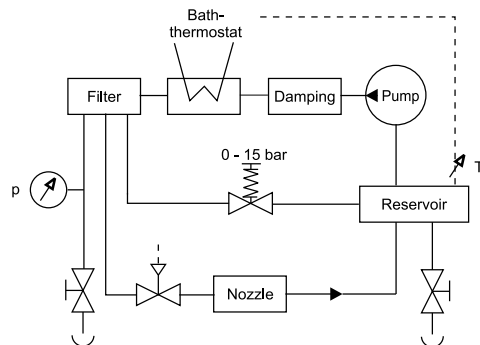 Bath-
thermostat
Filter
Damping
Pump
0 - 15 bar
T
p
Reservoir
Nozzle